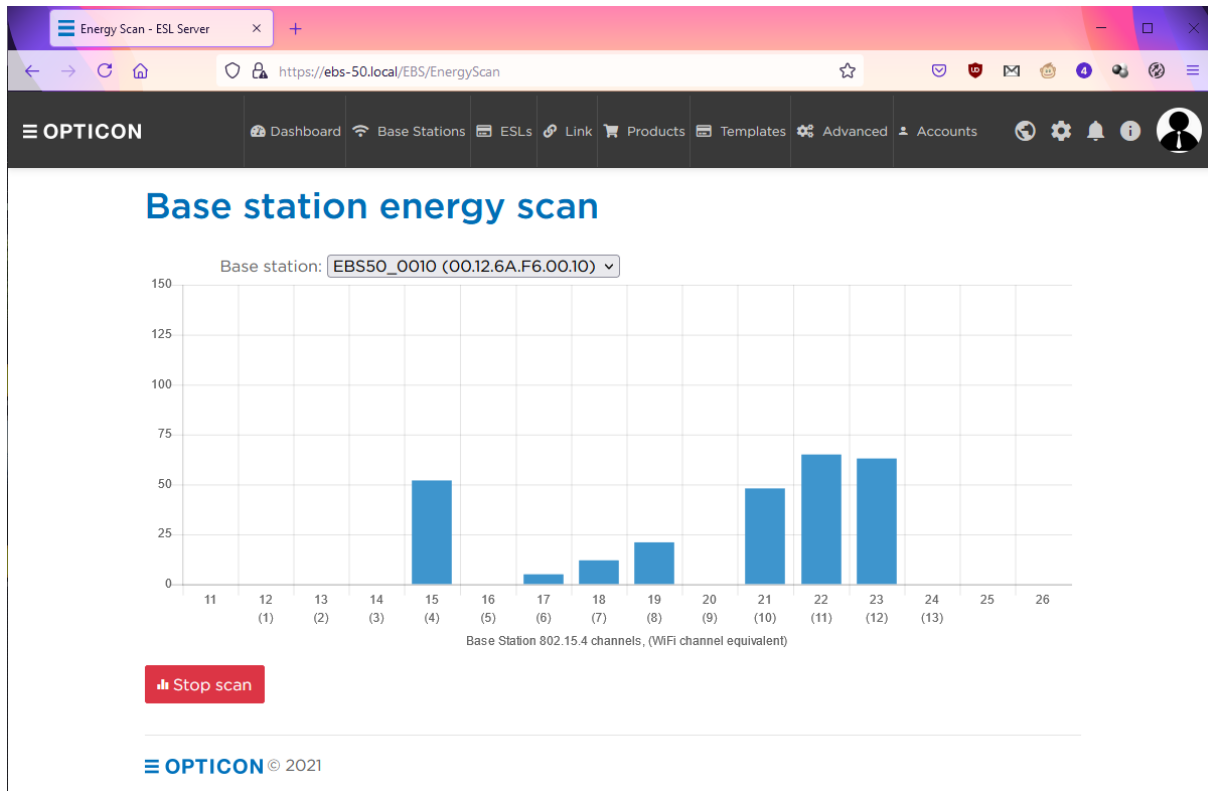 Energy Scan - ESL Server
https://ebs-50.local/EBS/EnergyScan
4
OPTICON Dashboard Base Stations ESLs Link Products Templates Advanced Accounts
Base station energy scan
Base station: EBS50_0010 (00.12.6A.F6.00.10)
150
125
100
75
50
25
0
11 12 13 14 15 16 17 18 19 20 21 22 23 24 25 26
(1) (2) (3) (4) (5) (6) (7) (8) (9) (10) (11) (12) (13)
Base Station 802.15.4 channels, (WiFi channel equivalent)
Stop scan
OPTICON © 2021